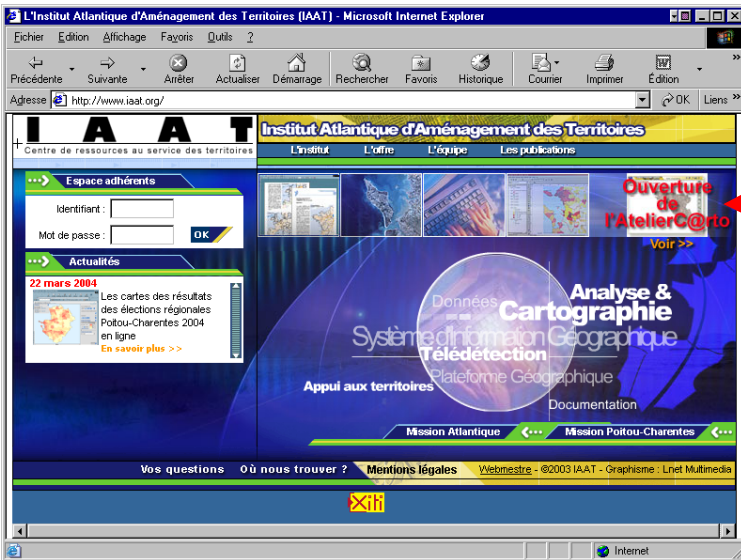 L'Institut Atlantique d'Aménagement des Territoires (IAAT) - Microsoft Internet Explorer
Fichier Edition Affichage Favoris Outils ?
Précédente Suivante Arrêter Actualiser Démarrage Rechercher Favoris Historique Courrier Imprimer Édition »
Adresse http://www.iaat.org/ OK Liens »
IAAT
Centre de ressources au service des territoires
Institut Atlantique d'Aménagement des Territoires
L'institut L'offre L'équipe Les publications
Espace adhérents
Identifiant :
Mot de passe : OK
Actualités
22 mars 2004
Les cartes des résultats
des élections régionales
Poitou-Charentes 2004
en ligne
En savoir plus >>
Ouverture
de
l'AtelierC@rto
Voir >>
Données
Analyse &
Cartographie
Système d'Information Géographique
Télédétection
Plateforme Géographique
Appui aux territoires
Documentation
Mission Atlantique Mission Poitou-Charentes
Vos questions Où nous trouver ? Mentions légales Webmestre - ©2003 IAAT - Graphisme : Lnet Multimedia
Xiti
Internet